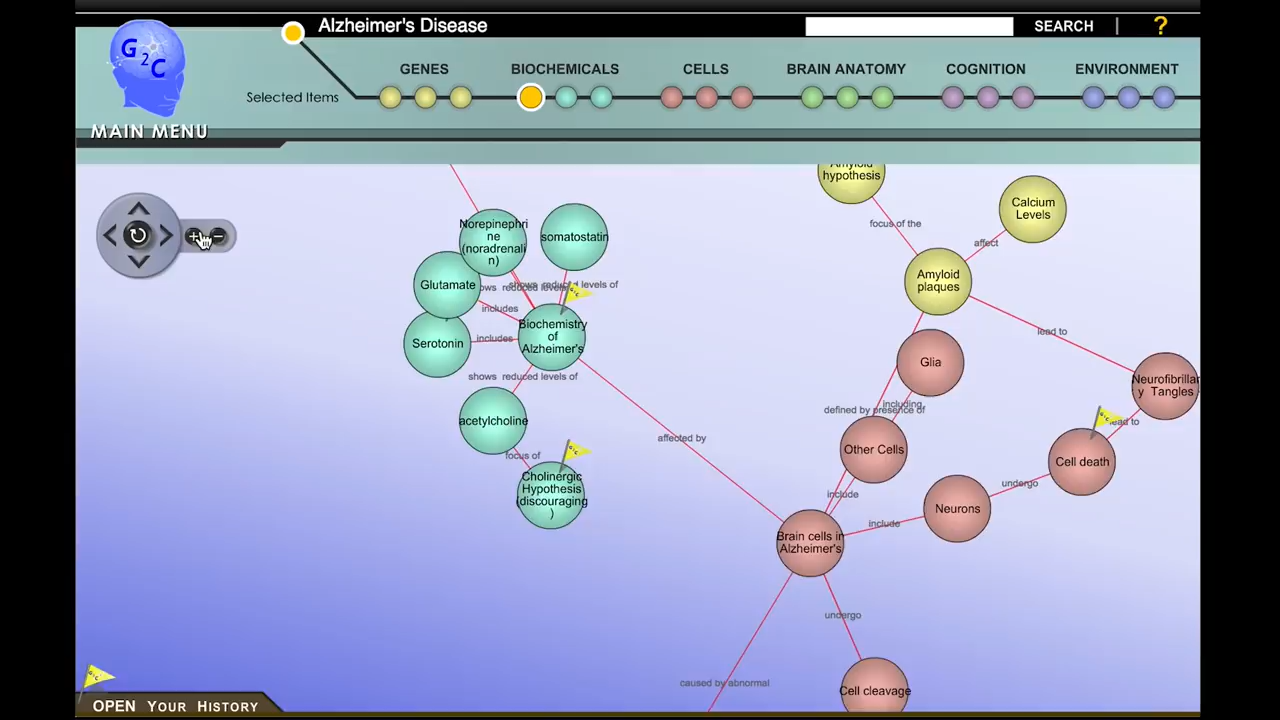 Alzheimer's Disease
SEARCH | ?
G2C
MAIN MENU
Selected Items
GENES
BIOCHEMICALS
CELLS
BRAIN ANATOMY
COGNITION
ENVIRONMENT
Amyloid
hypothesis
focus of the
Calcium
Levels
affect
Amyloid
plaques
lead to
Neurofibrillar
y Tangles
lead to
Cell death
undergo
Neurons
include
Glia
including
defined by presence of
Other Cells
include
Brain cells in
Alzheimer's
undergo
Cell cleavage
caused by abnormal
affected by
Norepinephri
ne
(noradrenali
n)
somatostatin
shows reduced levels of
Glutamate
includes
Serotonin
includes
Biochemistry
of
Alzheimer's
shows reduced levels of
acetylcholine
focus of
Cholinergic
Hypothesis
(discouraging
)
OPEN YOUR HISTORY